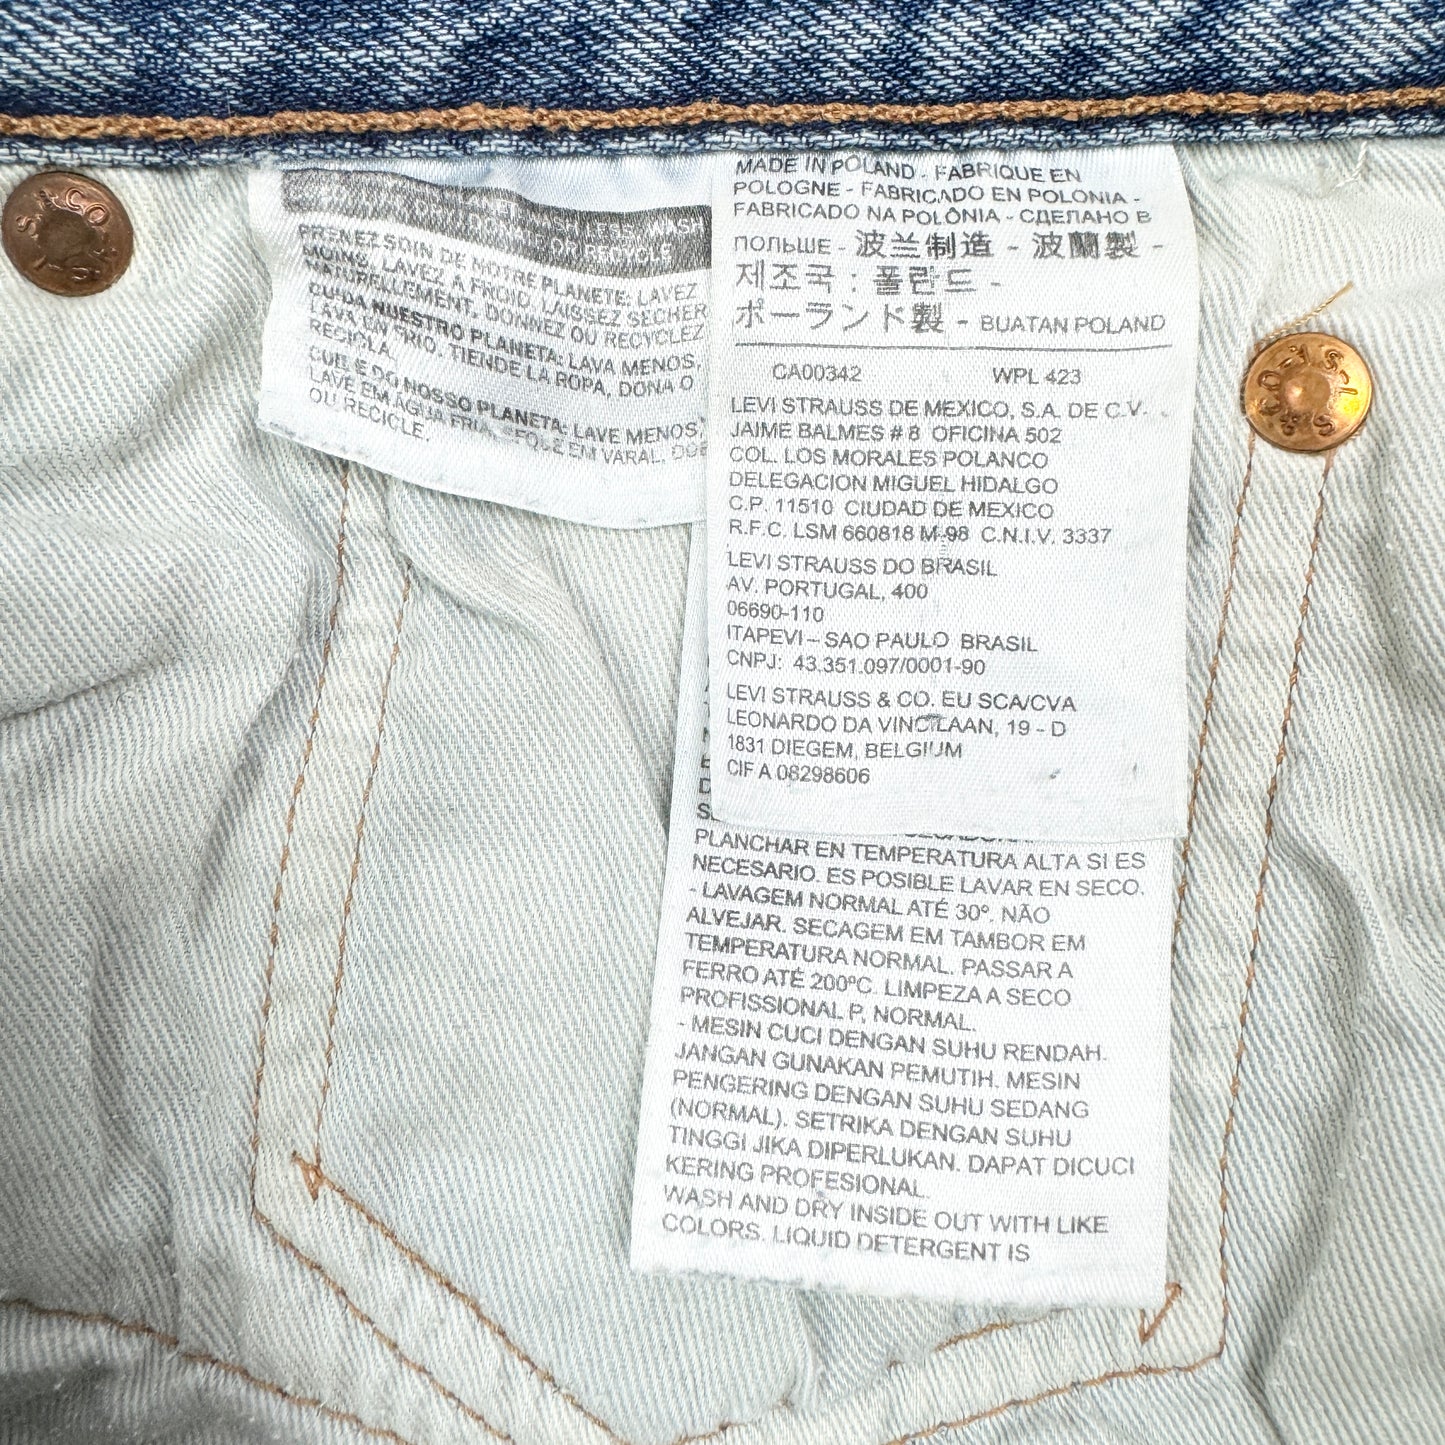 PRENEZ SOIN DE NOTRE PLANETE: LAVEZ
MOINS, LAVEZ À FROID, LAISSEZ SECHER
NATURELLEMENT, DONNEZ OU RECYCLEZ
CUIDA NUESTRO PLANETA: LAVA MENOS,
LAVA EN FRIO, TIENDE LA ROPA, DONA O
RECICLA.
CUIDE DO NOSSO PLANETA: LAVE MENOS,
LAVE EM ÁGUA FRIA, SEQUE EM VARAL, DOE
OU RECICLE.
MADE IN POLAND - FABRIQUE EN
POLOGNE - FABRICADO EN POLONIA -
FABRICADO NA POLÔNIA - СДЕЛАНО В
ПОЛЬШЕ - 波兰制造 - 波蘭製 -
제조국 : 폴란드 -
ポーランド製 - BUATAN POLAND
CA00342 WPL 423
LEVI STRAUSS DE MEXICO, S.A. DE C.V.
JAIME BALMES # 8 OFICINA 502
COL. LOS MORALES POLANCO
DELEGACION MIGUEL HIDALGO
C.P. 11510 CIUDAD DE MEXICO
R.F.C. LSM 660818 M-98 C.N.I.V. 3337
LEVI STRAUSS DO BRASIL
AV. PORTUGAL, 400
06690-110
ITAPEVI – SAO PAULO BRASIL
CNPJ: 43.351.097/0001-90
LEVI STRAUSS & CO. EU SCA/CVA
LEONARDO DA VINCILAAN, 19 - D
1831 DIEGEM, BELGIUM
CIF A 08298606
PLANCHAR EN TEMPERATURA ALTA SI ES
NECESARIO. ES POSIBLE LAVAR EN SECO.
- LAVAGEM NORMAL ATÉ 30º. NÃO
ALVEJAR. SECAGEM EM TAMBOR EM
TEMPERATURA NORMAL. PASSAR A
FERRO ATÉ 200ºC. LIMPEZA A SECO
PROFISSIONAL P. NORMAL.
- MESIN CUCI DENGAN SUHU RENDAH.
JANGAN GUNAKAN PEMUTIH. MESIN
PENGERING DENGAN SUHU SEDANG
(NORMAL). SETRIKA DENGAN SUHU
TINGGI JIKA DIPERLUKAN. DAPAT DICUCI
KERING PROFESIONAL.
WASH AND DRY INSIDE OUT WITH LIKE
COLORS. LIQUID DETERGENT IS